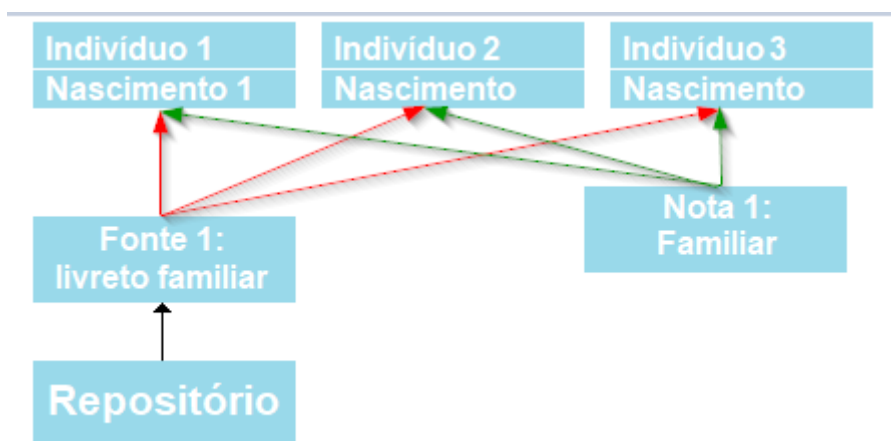 Indivíduo 1
Nascimento 1
Indivíduo 2
Nascimento
Indivíduo 3
Nascimento
Fonte 1:
livreto familiar
Nota 1:
Familiar
Repositório